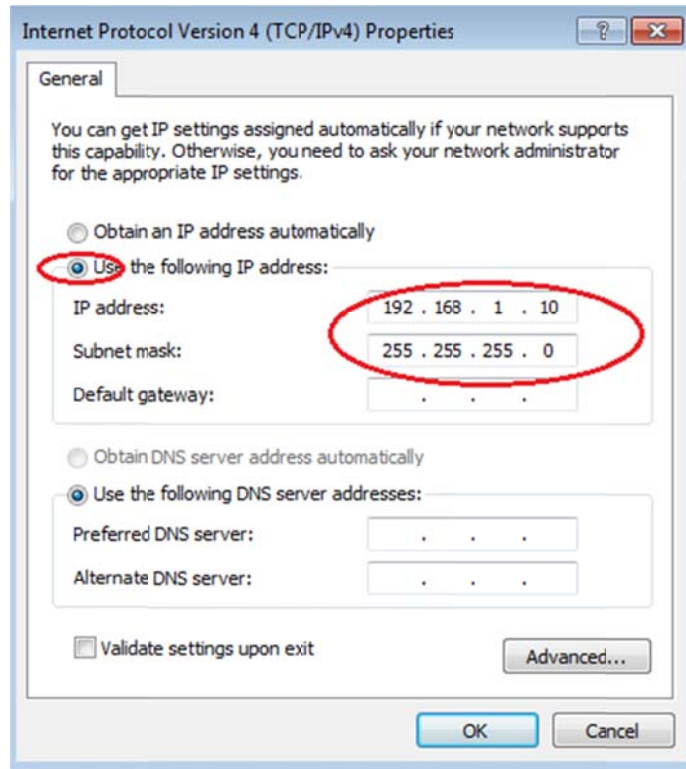 Internet Protocol Version 4 (TCP/IPv4) Properties
General
You can get IP settings assigned automatically if your network supports
this capability. Otherwise, you need to ask your network administrator
for the appropriate IP settings.
Obtain an IP address automatically
Use the following IP address:
IP address: 192 . 168 . 1 . 10
Subnet mask: 255 . 255 . 255 . 0
Default gateway: . . .
Obtain DNS server address automatically
Use the following DNS server addresses:
Preferred DNS server: . . .
Alternate DNS server: . . .
Validate settings upon exit
Advanced...
OK Cancel